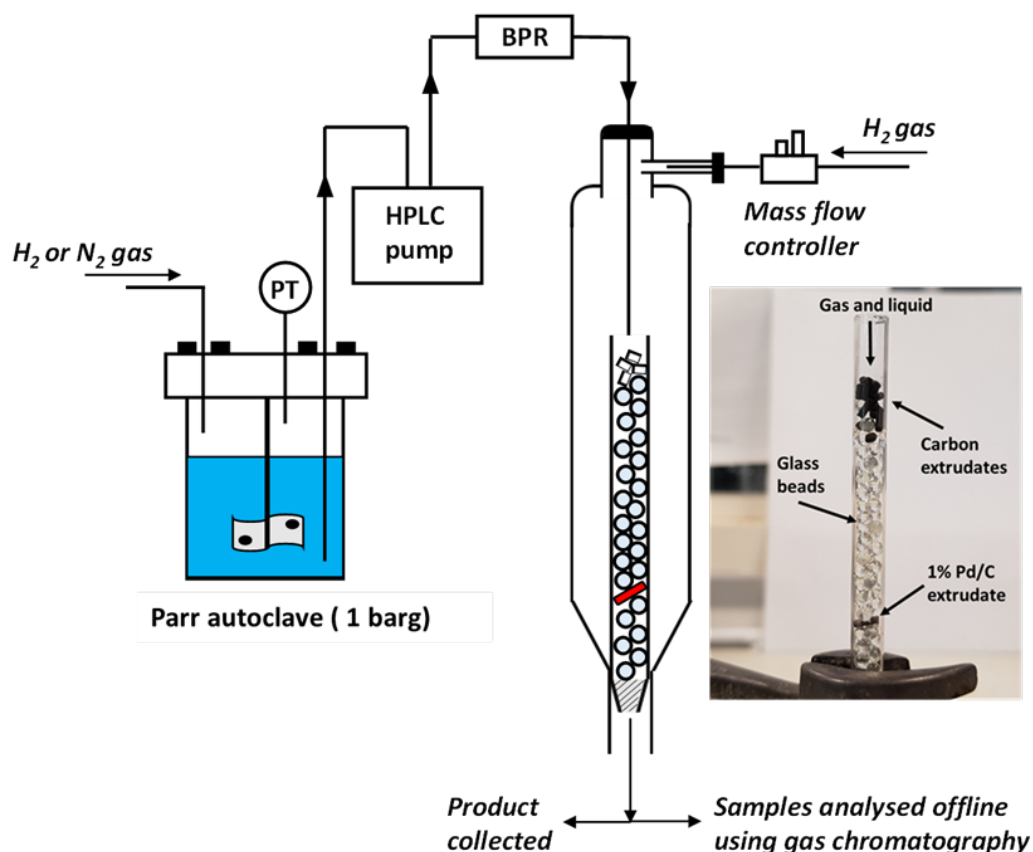 BPR
H2 gas
Mass flow
controller
HPLC
pump
H2 or N2 gas
PT
Parr autoclave ( 1 barg)
Gas and liquid
Carbon
extrudates
Glass
beads
1% Pd/C
extrudate
Product
collected
Samples analysed offline
using gas chromatography